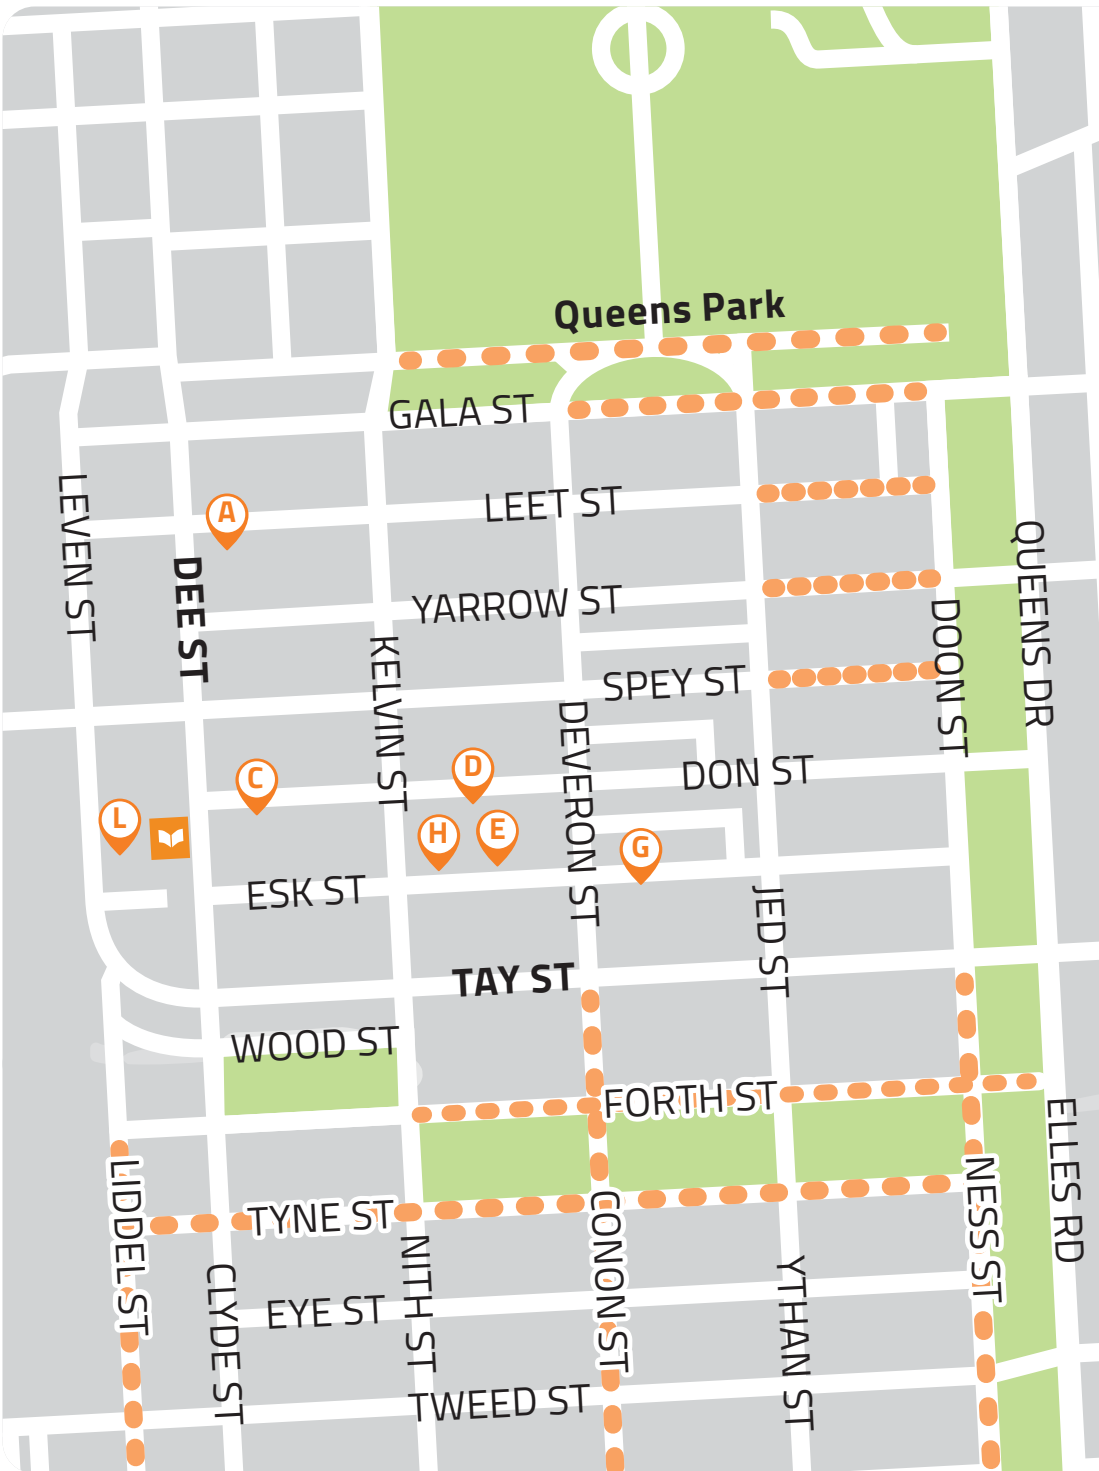 Queens Park
GALA ST
LEVEN ST
LEET ST
A
DEE ST
QUEENS DR
YARROW ST
DOON ST
KELVIN ST
SPEY ST
DEVERON ST
DON ST
C
D
L
H
E
G
ESK ST
JED ST
TAY ST
WOOD ST
FORTH ST
ELLES RD
LIDDEL ST
NESS ST
TYNE ST
CONON ST
NITH ST
CLYDE ST
YTHAN ST
EYE ST
TWEED ST